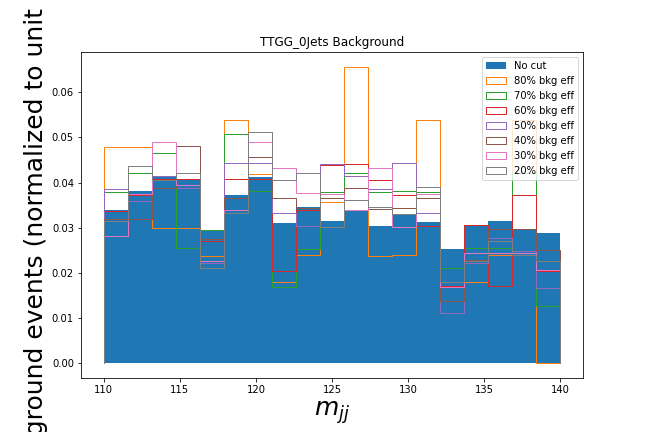 TTGG_0Jets Background
No cut
80% bkg eff
70% bkg eff
60% bkg eff
50% bkg eff
40% bkg eff
30% bkg eff
20% bkg eff
0.06
0.05
0.04
0.03
0.02
0.01
0.00
110
115
120
125
130
135
140
m_jj
events (normalized to unit